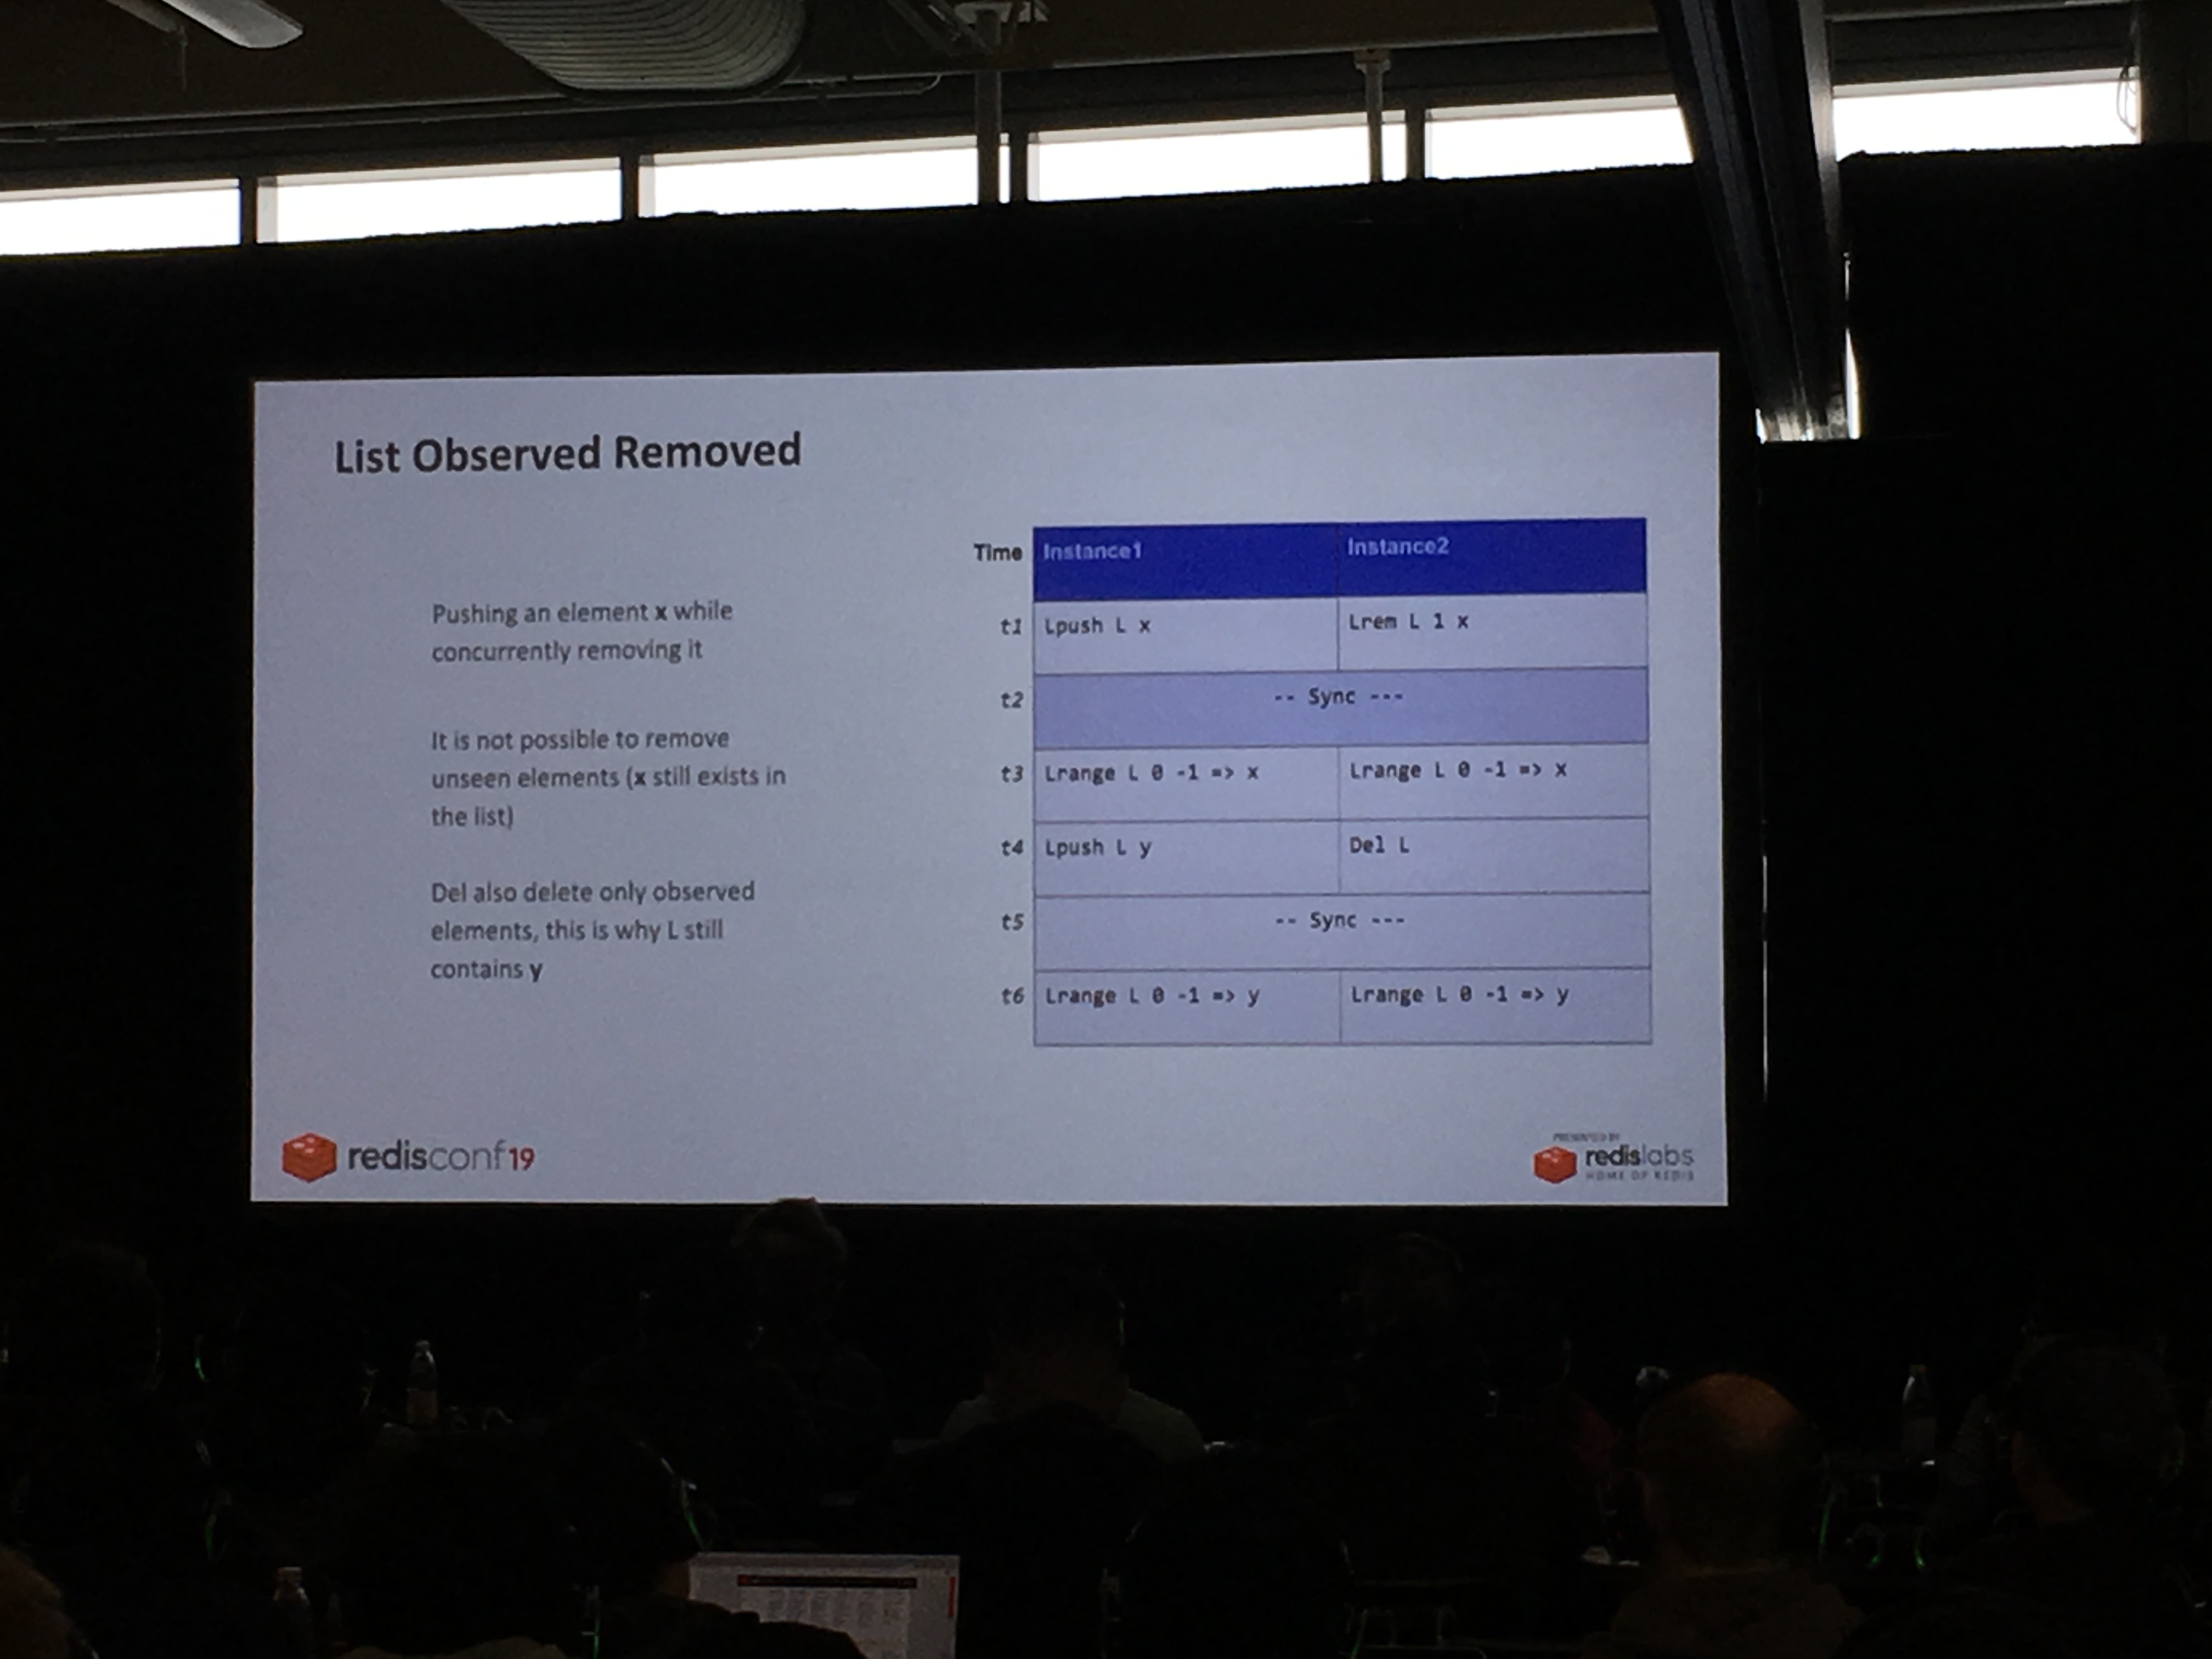 List Observed Removed
Pushing an element x while
concurrently removing it
It is not possible to remove
unseen elements (x still exists in
the list)
Del also delete only observed
elements, this is why L still
contains y
Time Instance1 Instance2
t1 Lpush L x Lrem L 1 x
t2 -- Sync ---
t3 Lrange L 0 -1 => x Lrange L 0 -1 => x
t4 Lpush L y Del L
t5 -- Sync ---
t6 Lrange L 0 -1 => y Lrange L 0 -1 => y
redisconf19
PRESENTED BY
redislabs
HOME OF REDIS